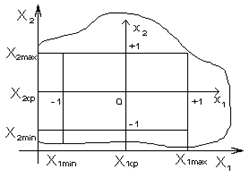 X2
x2
X2max
+1
X2cp
-1
0
+1
x1
-1
X2min
X1min
X1cp
X1max
X1